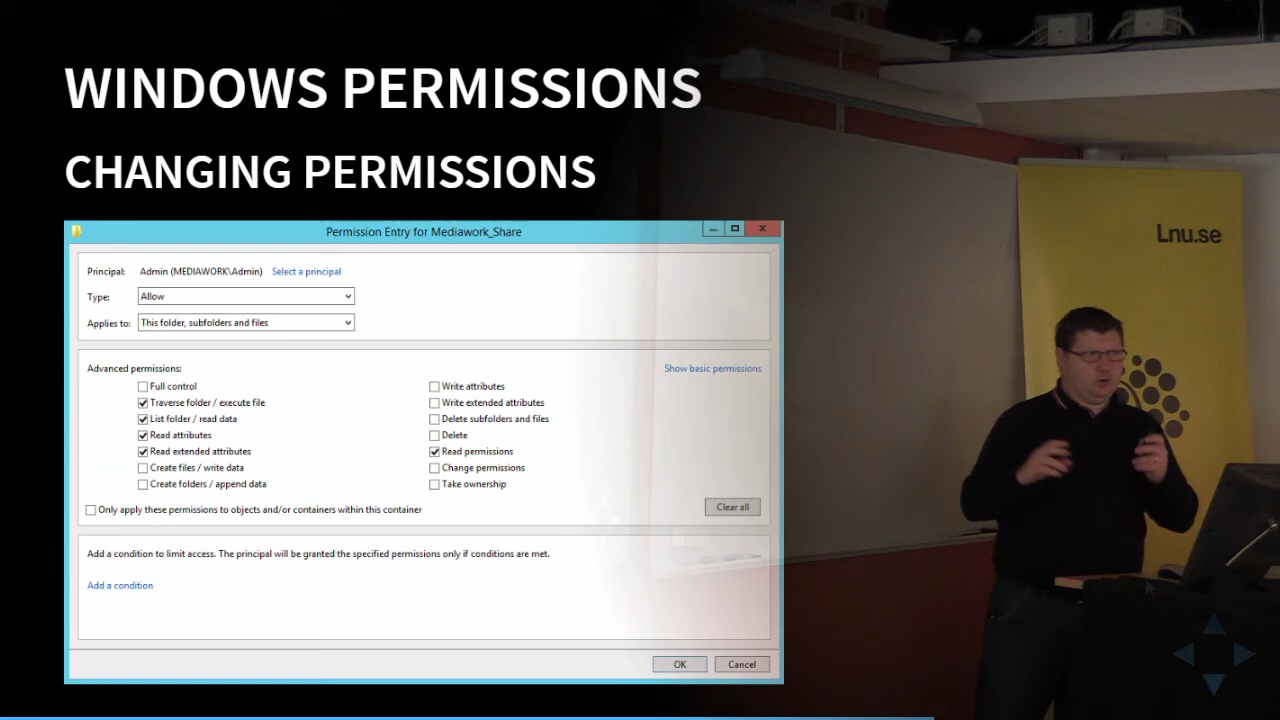 WINDOWS PERMISSIONS
CHANGING PERMISSIONS
Permission Entry for Mediawork_Share
Principal: Admin (MEDIAWORK\Admin) Select a principal
Type: Allow
Applies to: This folder, subfolders and files
Advanced permissions: Show basic permissions
Full control Write attributes
Traverse folder / execute file Write extended attributes
List folder / read data Delete subfolders and files
Read attributes Delete
Read extended attributes Read permissions
Create files / write data Change permissions
Create folders / append data Take ownership
Only apply these permissions to objects and/or containers within this container Clear all
Add a condition to limit access. The principal will be granted the specified permissions only if conditions are met.
Add a condition
OK Cancel
Lnu.se